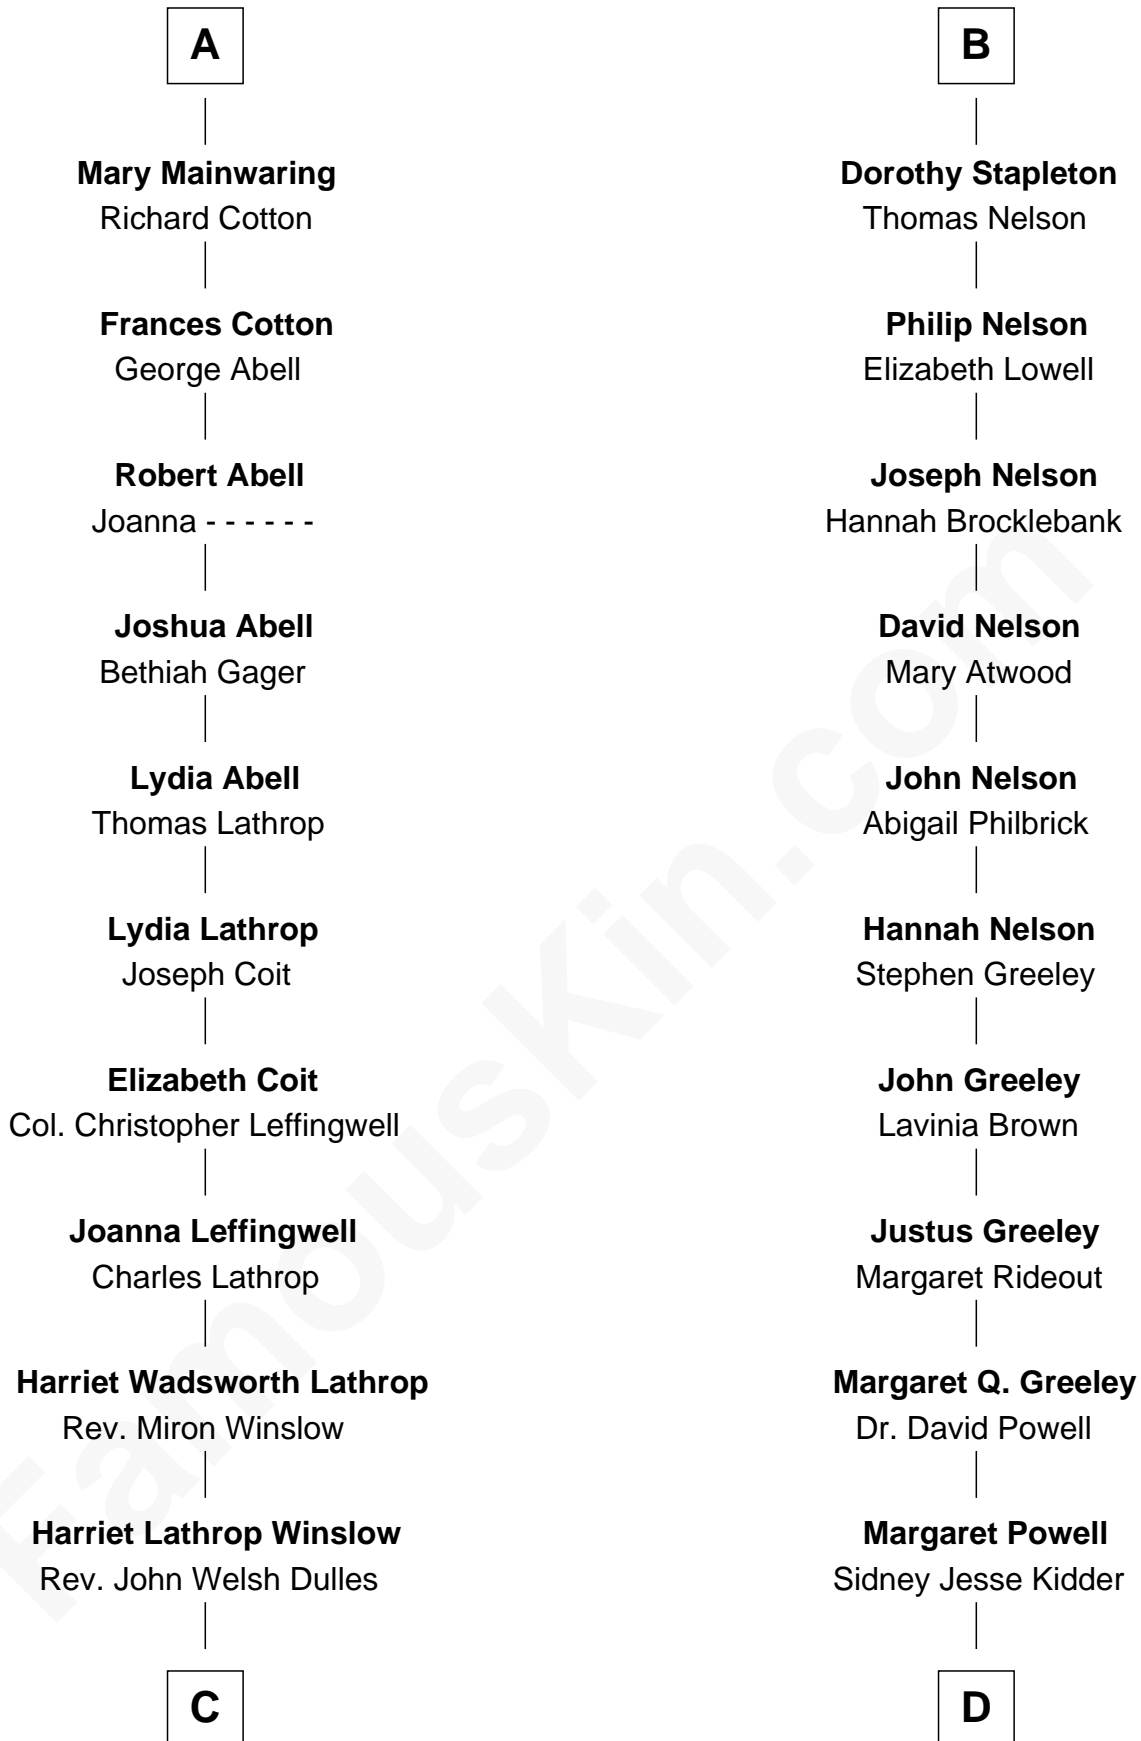 A
Mary Mainwaring
Richard Cotton
Frances Cotton
George Abell
Robert Abell
Joanna - - - - - -
Joshua Abell
Bethiah Gager
Lydia Abell
Thomas Lathrop
Lydia Lathrop
Joseph Coit
Elizabeth Coit
Col. Christopher Leffingwell
Joanna Leffingwell
Charles Lathrop
Harriet Wadsworth Lathrop
Rev. Miron Winslow
Harriet Lathrop Winslow
Rev. John Welsh Dulles
C
B
Dorothy Stapleton
Thomas Nelson
Philip Nelson
Elizabeth Lowell
Joseph Nelson
Hannah Brocklebank
David Nelson
Mary Atwood
John Nelson
Abigail Philbrick
Hannah Nelson
Stephen Greeley
John Greeley
Lavinia Brown
Justus Greeley
Margaret Rideout
Margaret Q. Greeley
Dr. David Powell
Margaret Powell
Sidney Jesse Kidder
D
FamousKin.com